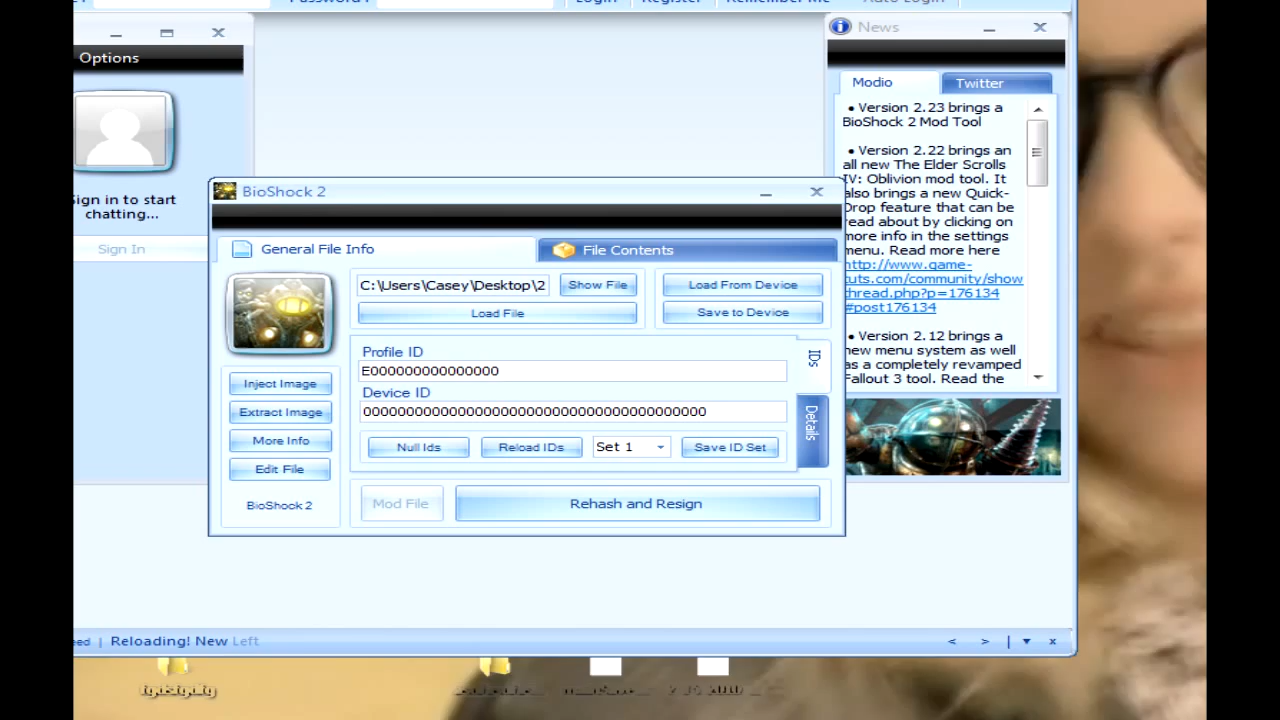 Login
Register
Remember Me
Auto Login
Options
Sign in to start
chatting...
Sign In
News
Modio
Twitter
• Version 2.23 brings a
BioShock 2 Mod Tool
• Version 2.22 brings an
all new The Elder Scrolls
IV: Oblivion mod tool. It
also brings a new Quick-
Drop feature that can be
read about by clicking on
more info in the settings
menu. Read more here
http://www.game-
tuts.com/community/show
thread.php?p=176134
#post176134
• Version 2.12 brings a
new menu system as well
as a completely revamped
Fallout 3 tool. Read the
BioShock 2
General File Info
File Contents
C:\Users\Casey\Desktop\2
Show File
Load From Device
Load File
Save to Device
Profile ID
E000000000000000
IDs
Device ID
0000000000000000000000000000000000000000
Details
Null Ids
Reload IDs
Set 1
Save ID Set
Inject Image
Extract Image
More Info
Edit File
BioShock 2
Mod File
Rehash and Resign
| Reloading! New Left
< > |